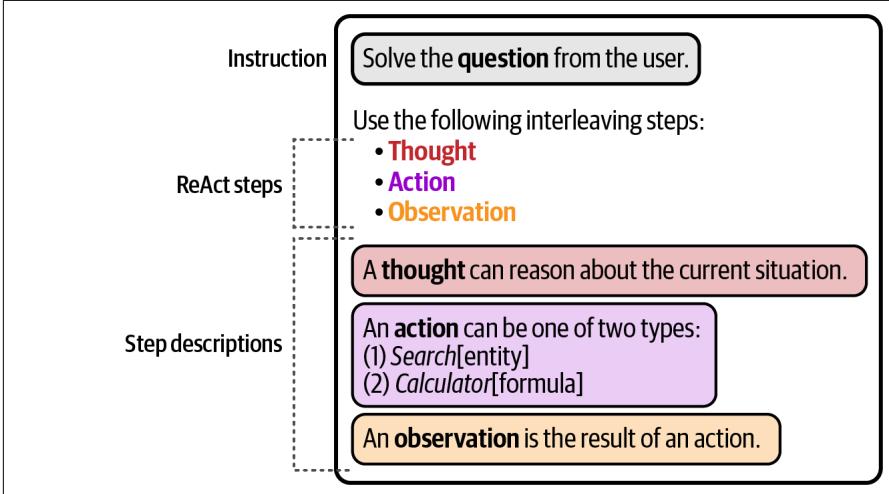 Instruction
Solve the question from the user.
Use the following interleaving steps:
ReAct steps
• Thought
• Action
• Observation
Step descriptions
A thought can reason about the current situation.
An action can be one of two types:
(1) Search[entity]
(2) Calculator[formula]
An observation is the result of an action.